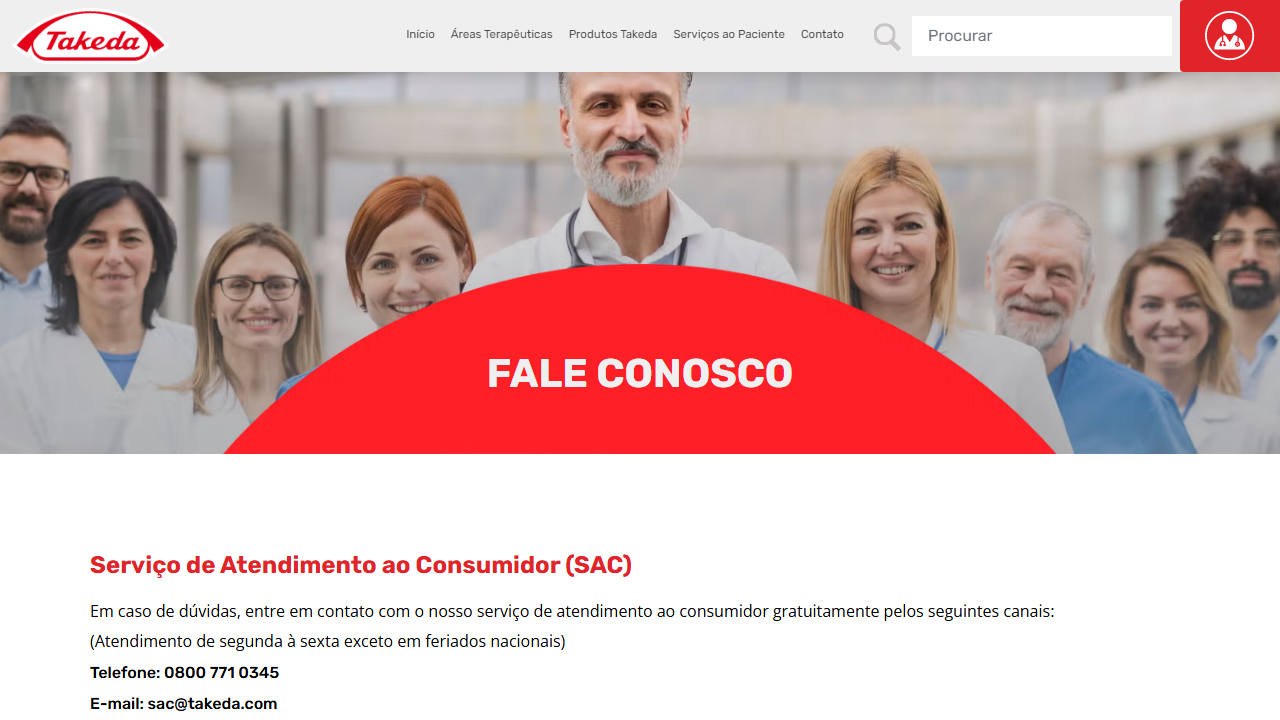 Takeda
Início
Áreas Terapêuticas
Produtos Takeda
Serviços ao Paciente
Contato
Procurar
FALE CONOSCO
Serviço de Atendimento ao Consumidor (SAC)
Em caso de dúvidas, entre em contato com o nosso serviço de atendimento ao consumidor gratuitamente pelos seguintes canais:
(Atendimento de segunda à sexta exceto em feriados nacionais)
Telefone: 0800 771 0345
E-mail: sac@takeda.com